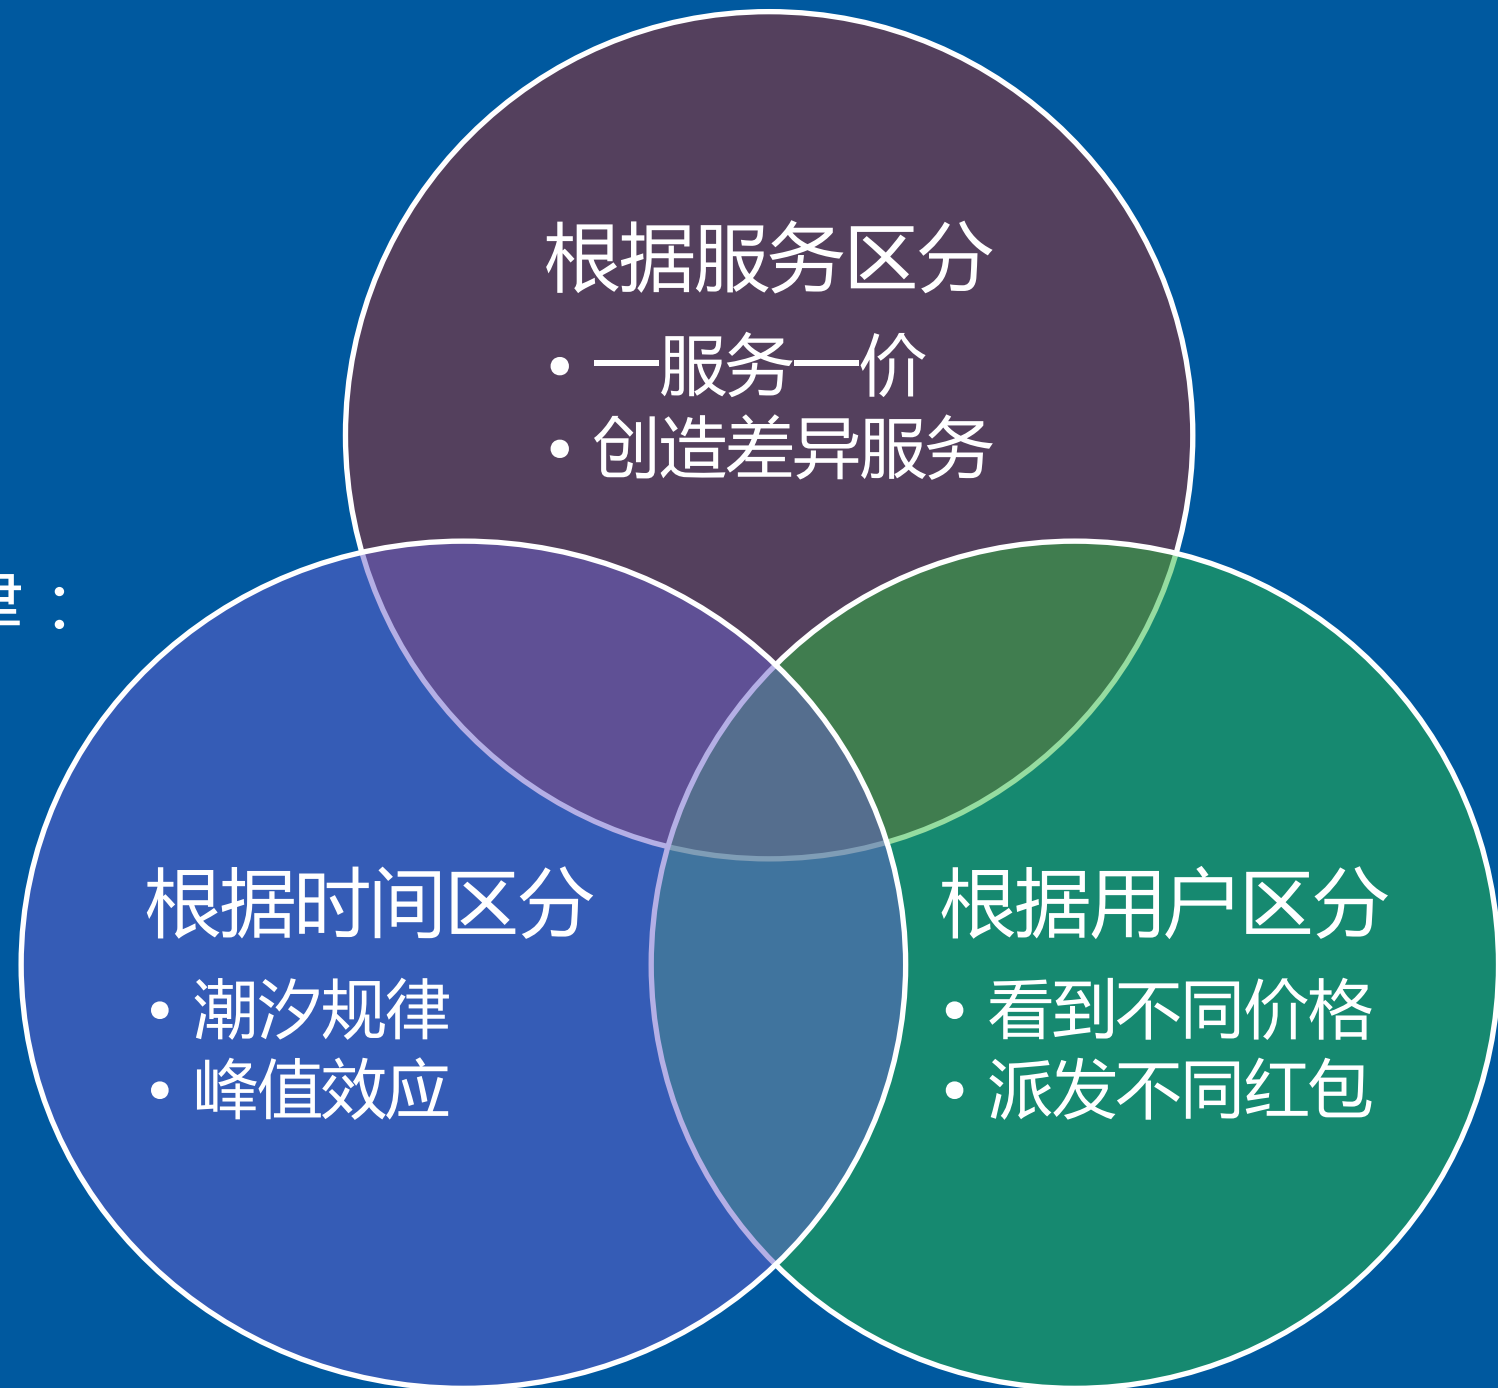 根据服务区分
• 一服务一价
• 创造差异服务
：
根据时间区分
• 潮汐规律
• 峰值效应
根据用户区分
• 看到不同价格
• 派发不同红包